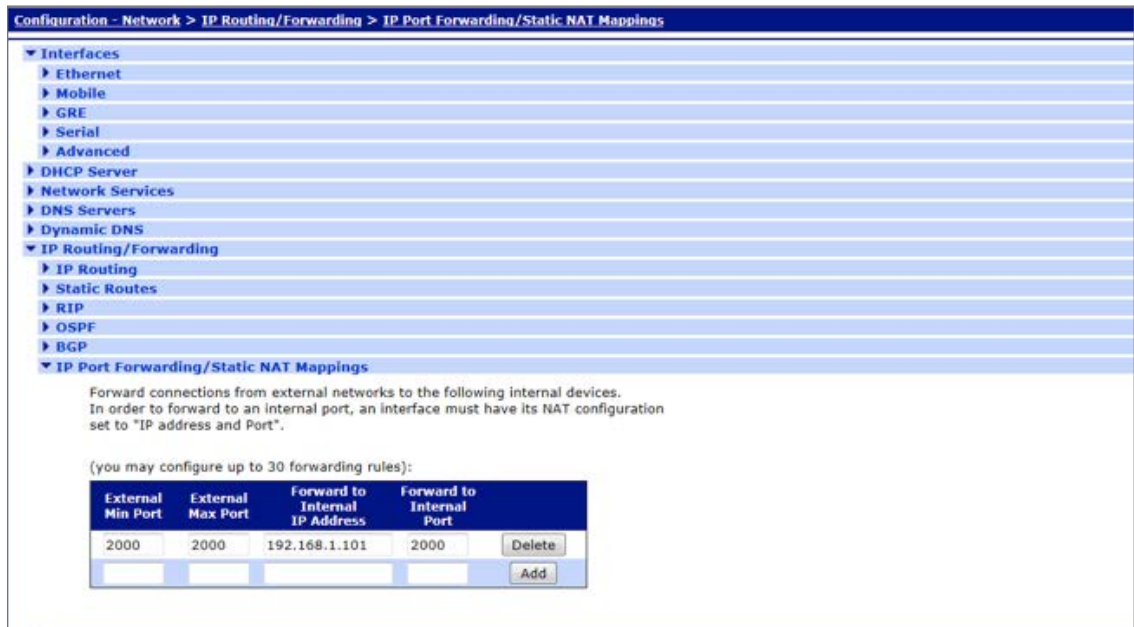 Configuration - Network > IP Routing/Forwarding > IP Port Forwarding/Static NAT Mappings
Interfaces
Ethernet
Mobile
GRE
Serial
Advanced
DHCP Server
Network Services
DNS Servers
Dynamic DNS
IP Routing/Forwarding
IP Routing
Static Routes
RIP
OSPF
BGP
IP Port Forwarding/Static NAT Mappings
Forward connections from external networks to the following internal devices.
In order to forward to an internal port, an interface must have its NAT configuration
set to "IP address and Port".
(you may configure up to 30 forwarding rules):
External Min Port External Max Port Forward to Internal IP Address Forward to Internal Port
2000 2000 192.168.1.101 2000 Delete
Add